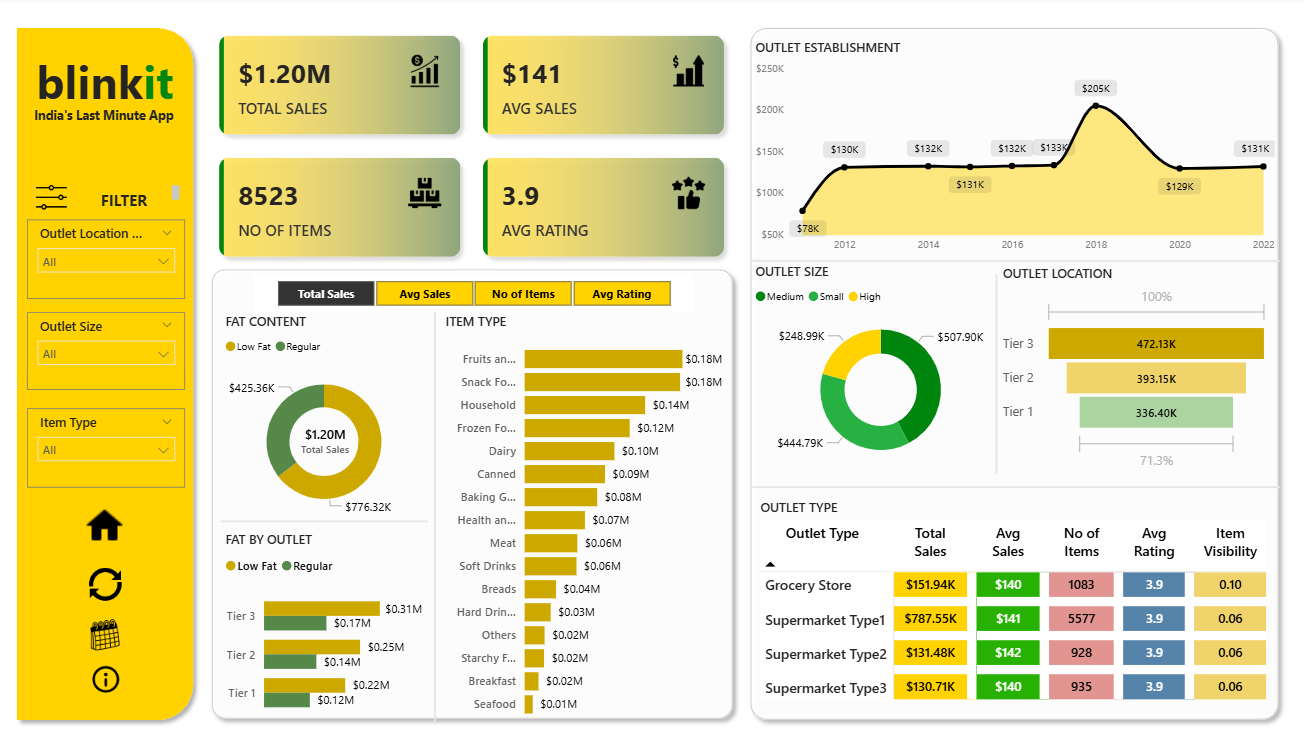 blinkit
India's Last Minute App
FILTER
Outlet Location ...
All
Outlet Size
All
Item Type
All
$1.20M
TOTAL SALES
$141
AVG SALES
8523
NO OF ITEMS
3.9
AVG RATING
Total Sales Avg Sales No of Items Avg Rating
FAT CONTENT
Low Fat Regular
$425.36K
$1.20M
Total Sales
$776.32K
FAT BY OUTLET
Low Fat Regular
Tier 3 $0.31M
$0.17M
Tier 2 $0.25M
$0.14M
Tier 1 $0.22M
$0.12M
ITEM TYPE
Fruits an... $0.18M
Snack Fo... $0.18M
Household $0.14M
Frozen Fo... $0.12M
Dairy $0.10M
Canned $0.09M
Baking G... $0.08M
Health an... $0.07M
Meat $0.06M
Soft Drinks $0.06M
Breads $0.04M
Hard Drin... $0.03M
Others $0.02M
Starchy F... $0.02M
Breakfast $0.02M
Seafood $0.01M
OUTLET ESTABLISHMENT
$250K
$200K
$150K
$100K
$50K
$78K
$130K
$132K
$131K
$132K
$133K
$205K
$129K
$131K
2012 2014 2016 2018 2020 2022
OUTLET SIZE
Medium Small High
$248.99K
$507.90K
$444.79K
OUTLET LOCATION
100%
Tier 3 472.13K
Tier 2 393.15K
Tier 1 336.40K
71.3%
OUTLET TYPE
Outlet Type Total Sales Avg Sales No of Items Avg Rating Item Visibility
Grocery Store $151.94K $140 1083 3.9 0.10
Supermarket Type1 $787.55K $141 5577 3.9 0.06
Supermarket Type2 $131.48K $142 928 3.9 0.06
Supermarket Type3 $130.71K $140 935 3.9 0.06